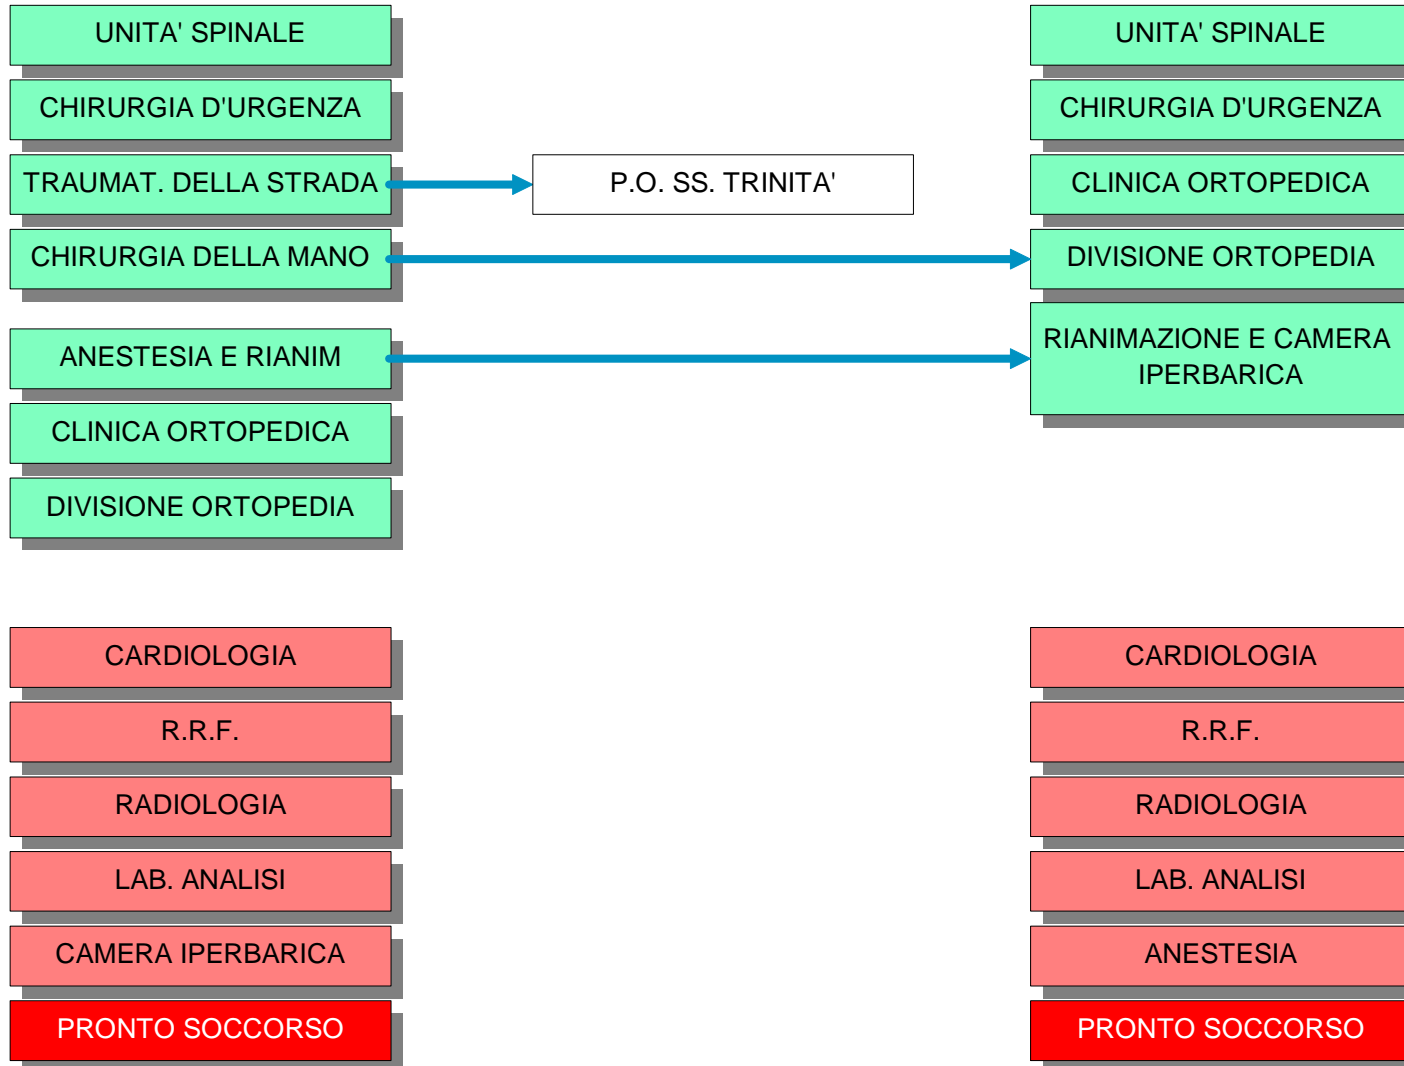 UNITA' SPINALE
UNITA' SPINALE
CHIRURGIA D'URGENZA
CHIRURGIA D'URGENZA
TRAUMAT. DELLA STRADA
P.O. SS. TRINITA'
CLINICA ORTOPEDICA
CHIRURGIA DELLA MANO
DIVISIONE ORTOPEDIA
ANESTESIA E RIANIM
RIANIMAZIONE E CAMERA
IPERBARICA
CLINICA ORTOPEDICA
DIVISIONE ORTOPEDIA
CARDIOLOGIA
CARDIOLOGIA
R.R.F.
R.R.F.
RADIOLOGIA
RADIOLOGIA
LAB. ANALISI
LAB. ANALISI
CAMERA IPERBARICA
ANESTESIA
PRONTO SOCCORSO
PRONTO SOCCORSO